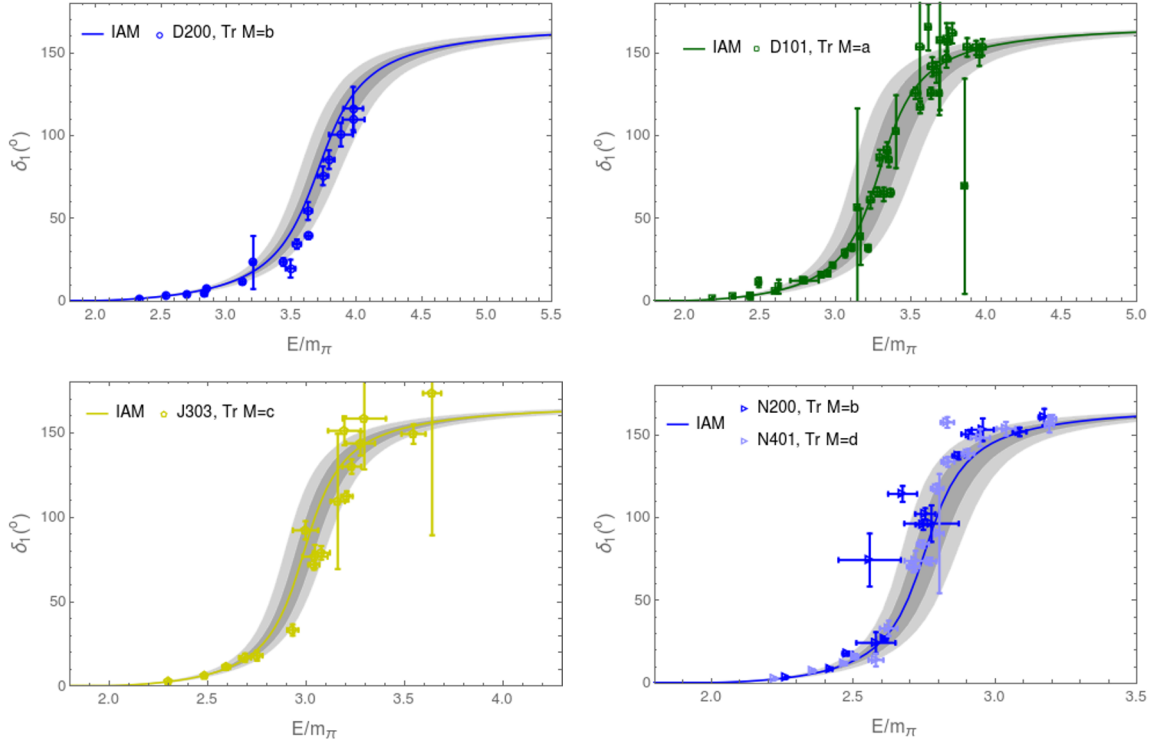 IAM D200, Tr M=b
150
100
50
0
δ1(°)
2.0 2.5 3.0 3.5 4.0 4.5 5.0 5.5
E/mπ
IAM D101, Tr M=a
150
100
50
0
δ1(°)
2.0 2.5 3.0 3.5 4.0 4.5 5.0
E/mπ
IAM J303, Tr M=c
150
100
50
0
δ1(°)
2.0 2.5 3.0 3.5 4.0
E/mπ
N200, Tr M=b
IAM
N401, Tr M=d
150
100
50
0
δ1(°)
2.0 2.5 3.0 3.5
E/mπ